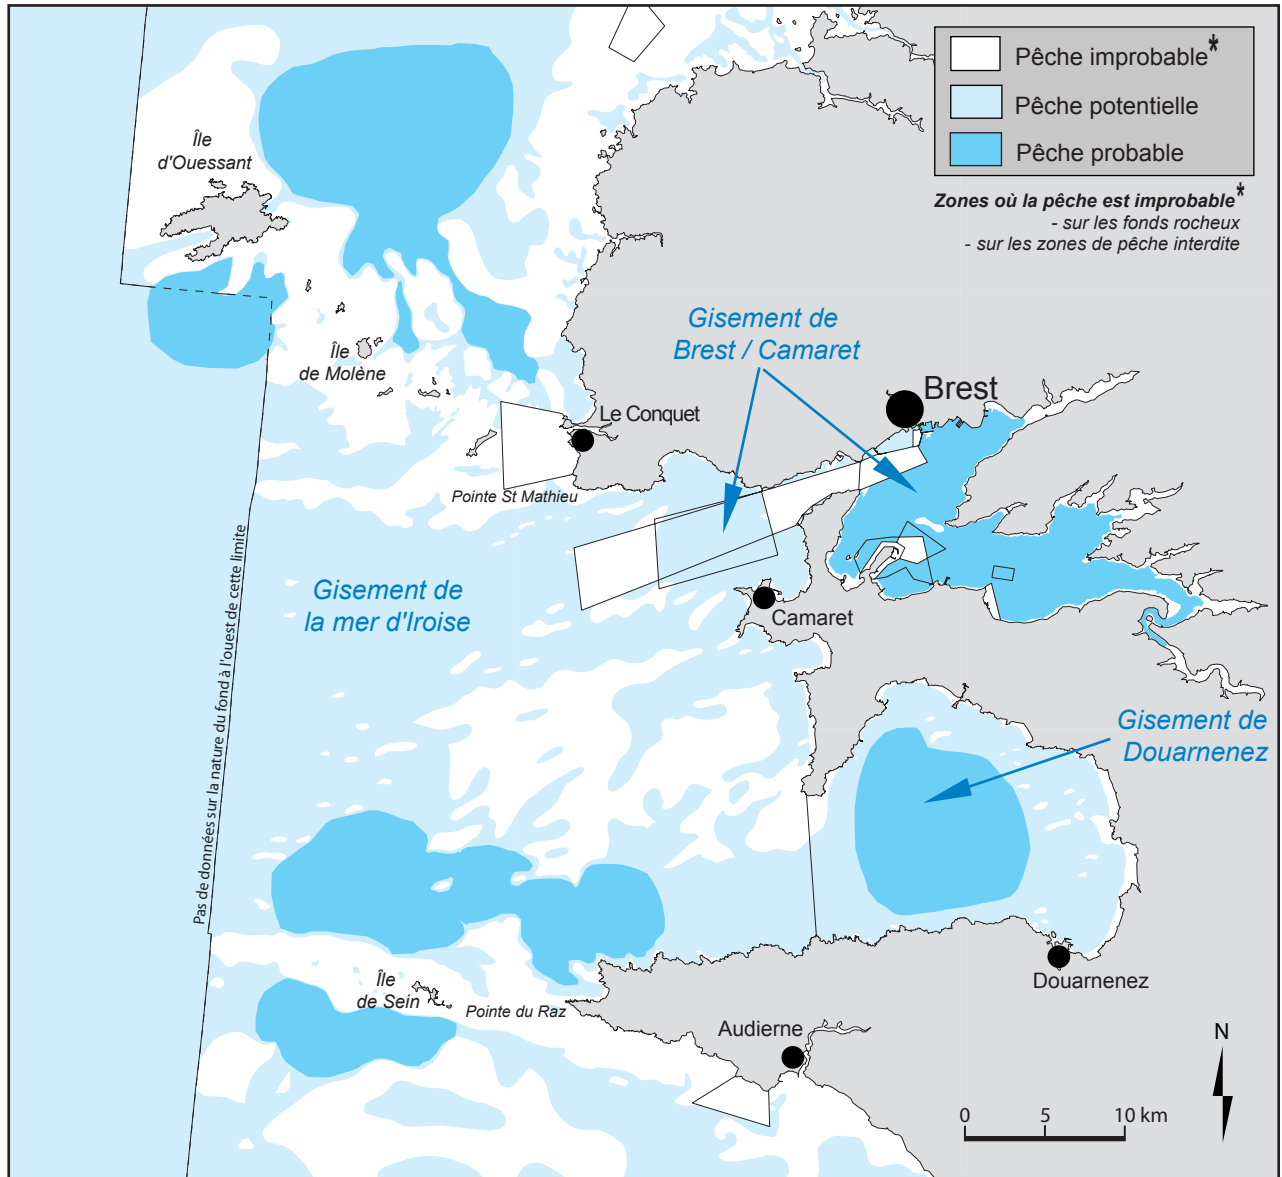 Pêche improbable*
Pêche potentielle
Pêche probable
Zones où la pêche est improbable*
- sur les fonds rocheux
- sur les zones de pêche interdite
Île
d'Ouessant
Gisement de
Brest / Camaret
Île
de Molène
Brest
Le Conquet
Pointe St Mathieu
Gisement de
la mer d'Iroise
Camaret
Pas de données sur la nature du fond à l'ouest de cette limite
Gisement de
Douarnenez
Île
de Sein
Pointe du Raz
Douarnenez
Audierne
N
0 5 10 km